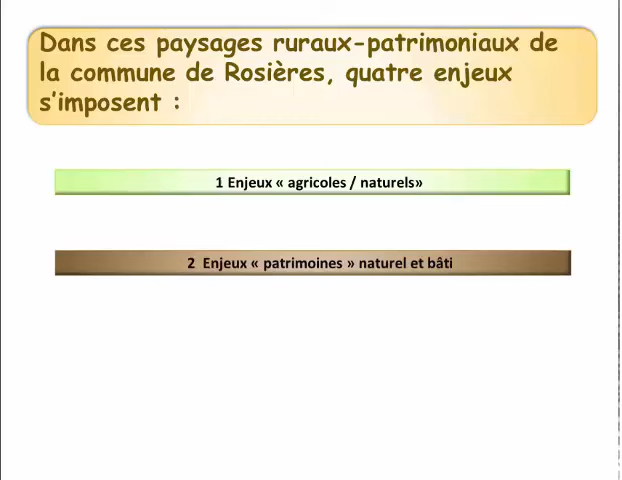 Dans ces paysages ruraux-patrimoniaux de
la commune de Rosières, quatre enjeux
s’imposent :
1 Enjeux « agricoles / naturels»
2 Enjeux « patrimoines » naturel et bâti